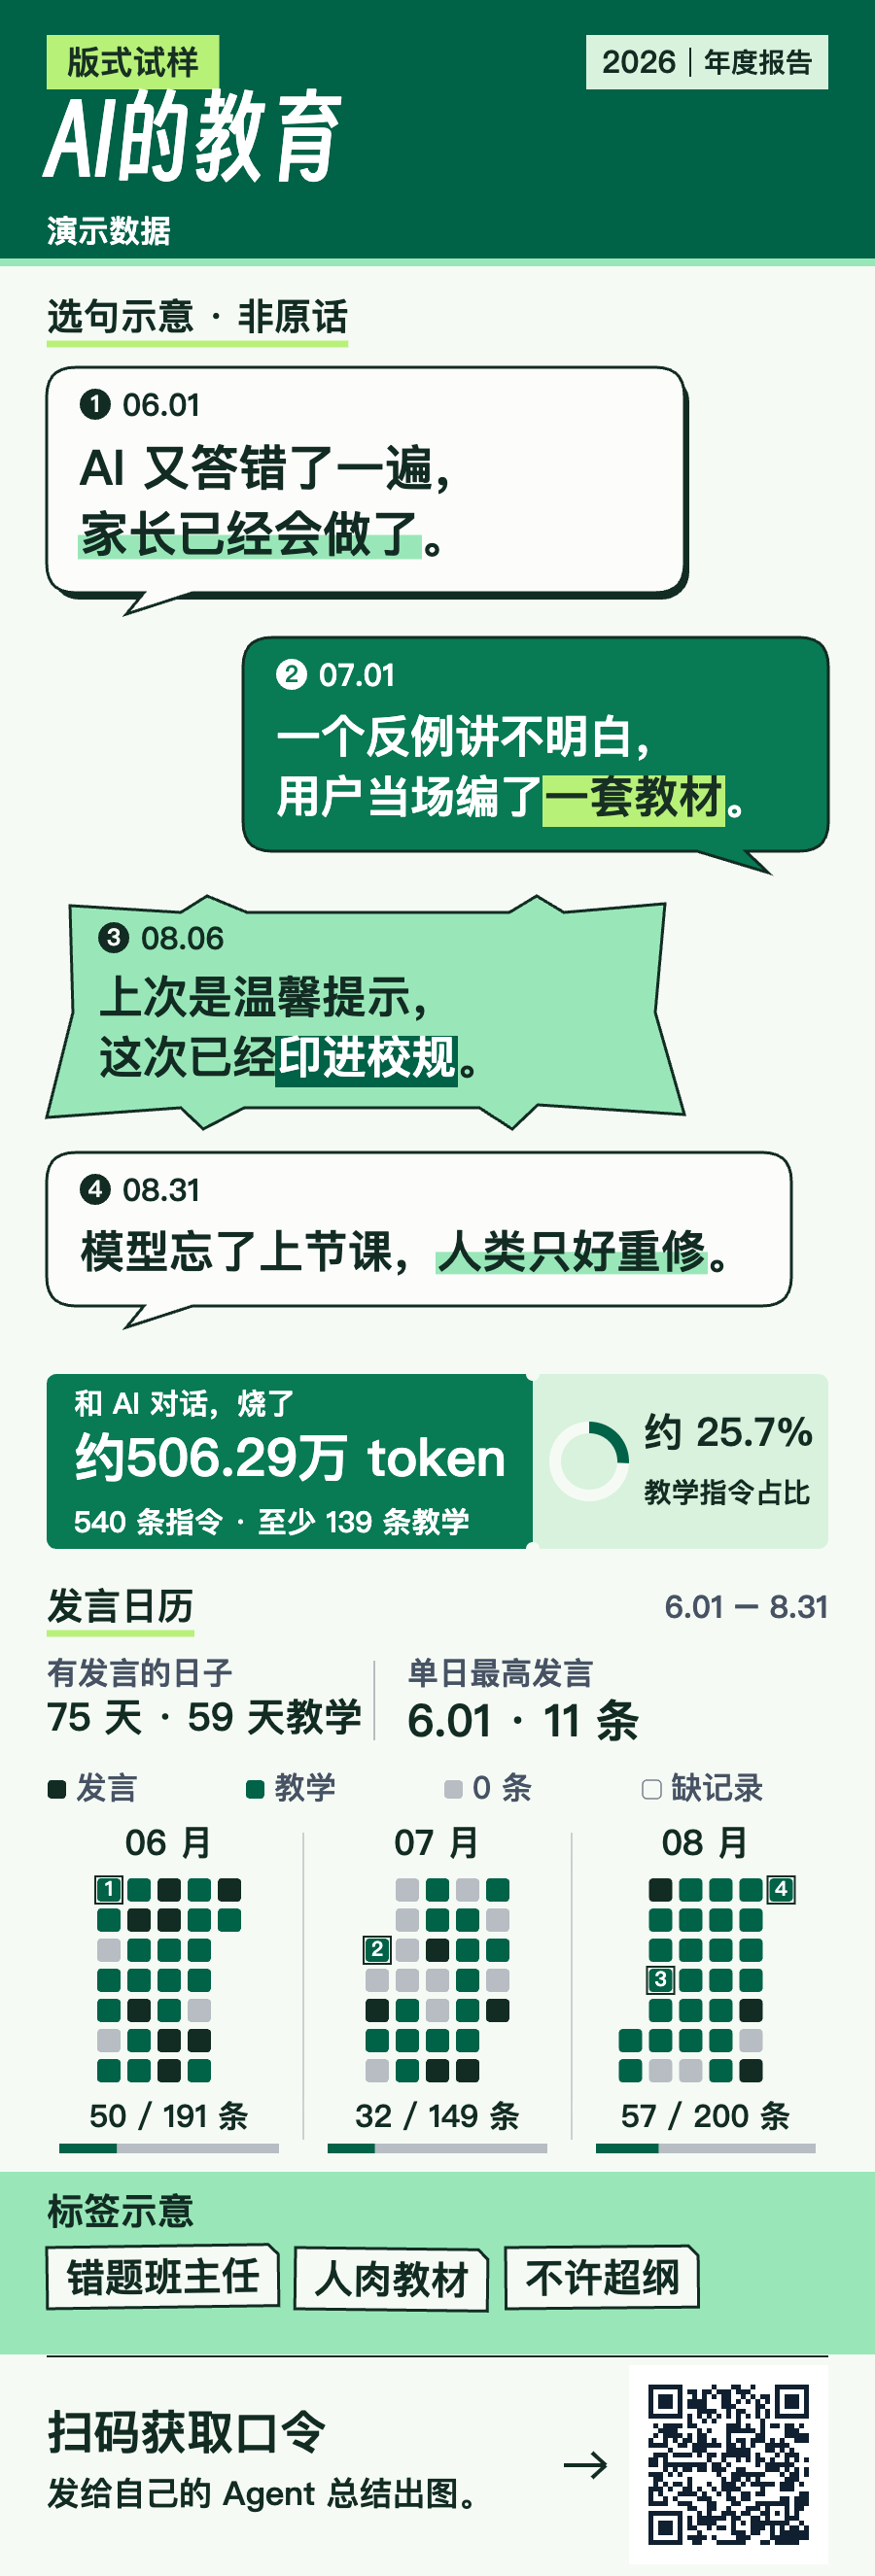 版式试样
2026｜年度报告
AI的教育
演示数据
选句示意 · 非原话
1 06.01
AI 又答错了一遍，
家长已经会做了。
2 07.01
一个反例讲不明白，
用户当场编了一套教材。
3 08.06
上次是温馨提示，
这次已经印进校规。
4 08.31
模型忘了上节课，人类只好重修。
和 AI 对话，烧了
约506.29万 token
540 条指令 · 至少 139 条教学
约 25.7%
教学指令占比
发言日历
6.01 — 8.31
有发言的日子
75 天 · 59 天教学
单日最高发言
6.01 · 11 条
发言 教学 0 条 缺记录
06 月 07 月 08 月
1
4
2
3
50 / 191 条
32 / 149 条
57 / 200 条
标签示意
错题班主任
人肉教材
不许超纲
扫码获取口令
发给自己的 Agent 总结出图。
→